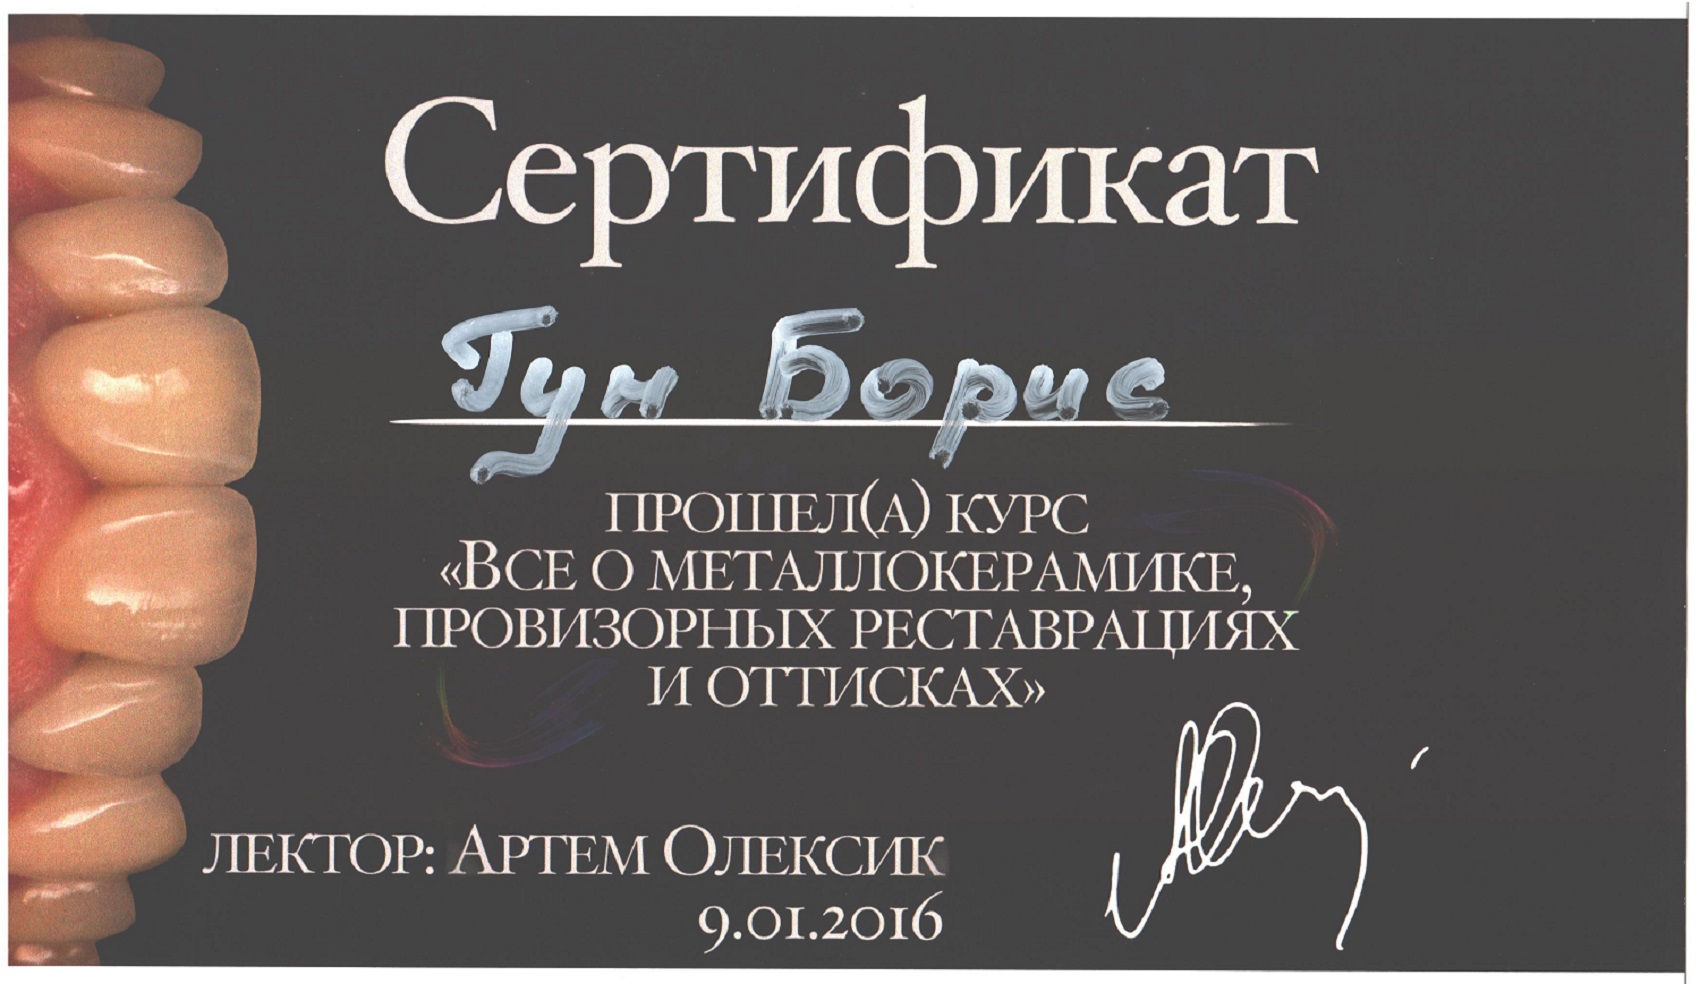 Сертификат
Гун Борис
прошел(а) курс
«Все о металлокерамике,
провизорных реставрациях
и оттисках»
лектор: Артем Олексик
9.01.2016